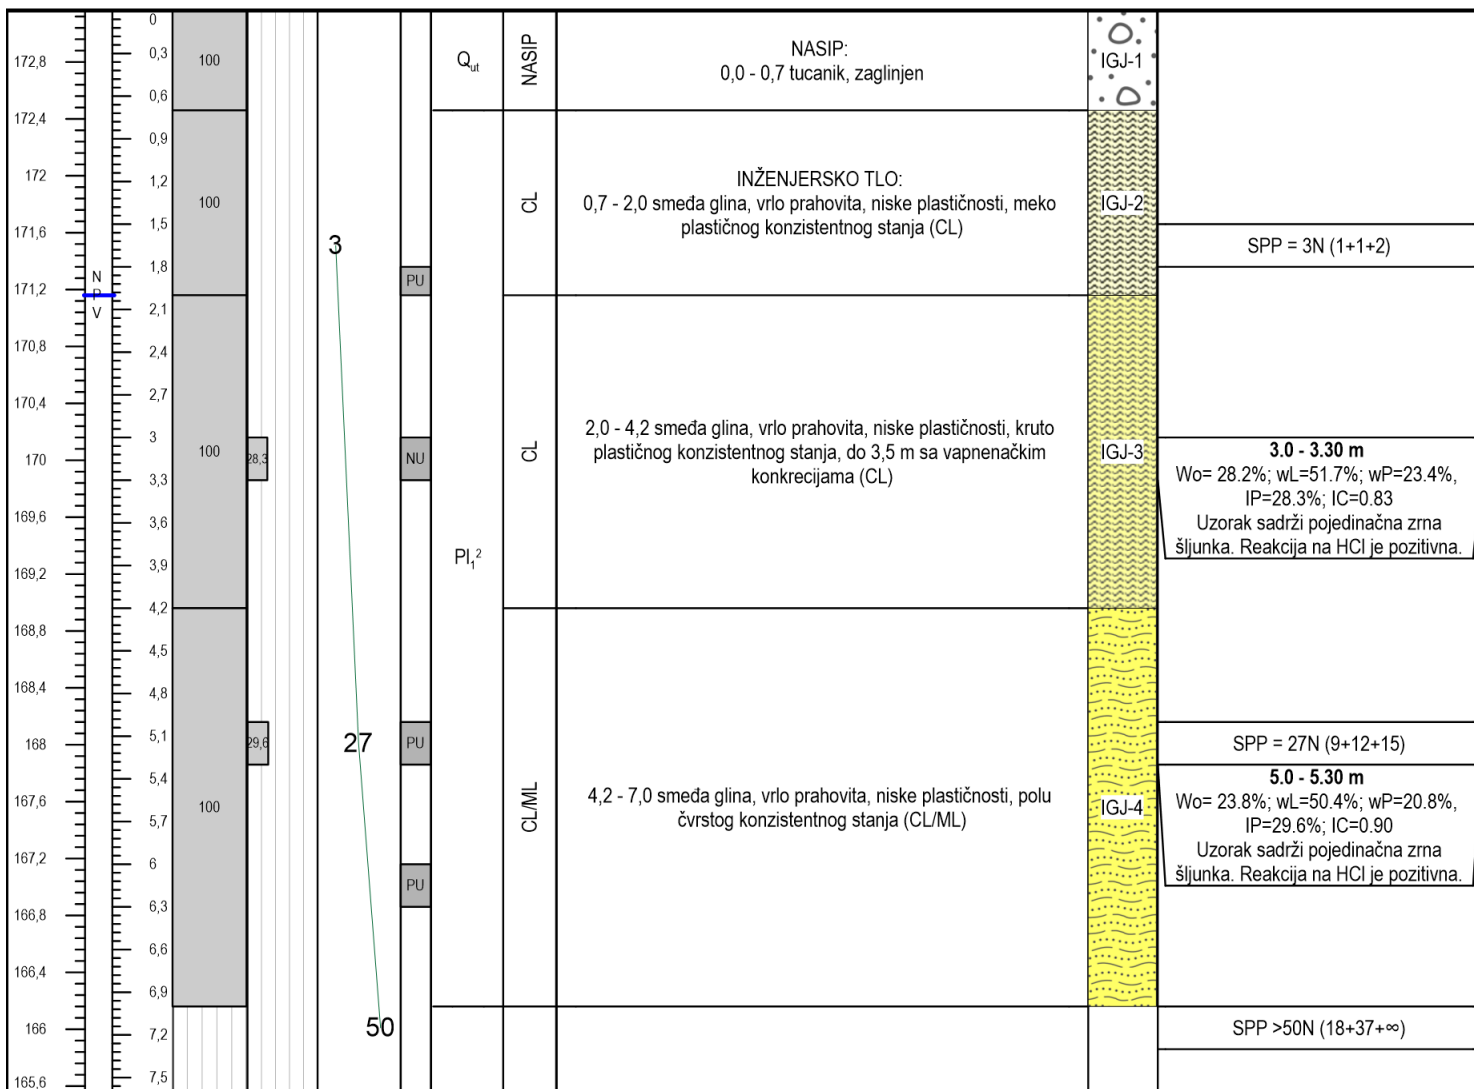 172,8
172,4
172
171,6
171,2
170,8
170,4
170
169,6
169,2
168,8
168,4
168
167,6
167,2
166,8
166,4
166
165,6
N
P
V
0
0,3
0,6
0,9
1,2
1,5
1,8
2,1
2,4
2,7
3
3,3
3,6
3,9
4,2
4,5
4,8
5,1
5,4
5,7
6
6,3
6,6
6,9
7,2
7,5
100
100
100
100
28,3
29,6
3
27
50
PU
NU
PU
PU
Qut
Pl₁²
NASIP
CL
CL
CL/ML
NASIP:
0,0 - 0,7 tucanik, zaglinjen
INŽENJERSKO TLO:
0,7 - 2,0 smeđa glina, vrlo prahovita, niske plastičnosti, meko
plastičnog konzistentnog stanja (CL)
2,0 - 4,2 smeđa glina, vrlo prahovita, niske plastičnosti, kruto
plastičnog konzistentnog stanja, do 3,5 m sa vapnenačkim
konkrecijama (CL)
4,2 - 7,0 smeđa glina, vrlo prahovita, niske plastičnosti, polu
čvrstog konzistentnog stanja (CL/ML)
IGJ-1
IGJ-2
IGJ-3
IGJ-4
SPP = 3N (1+1+2)
3.0 - 3.30 m
Wo= 28.2%; wL=51.7%; wP=23.4%,
IP=28.3%; IC=0.83
Uzorak sadrži pojedinačna zrna
šljunka. Reakcija na HCl je pozitivna.
SPP = 27N (9+12+15)
5.0 - 5.30 m
Wo= 23.8%; wL=50.4%; wP=20.8%,
IP=29.6%; IC=0.90
Uzorak sadrži pojedinačna zrna
šljunka. Reakcija na HCl je pozitivna.
SPP >50N (18+37+∞)